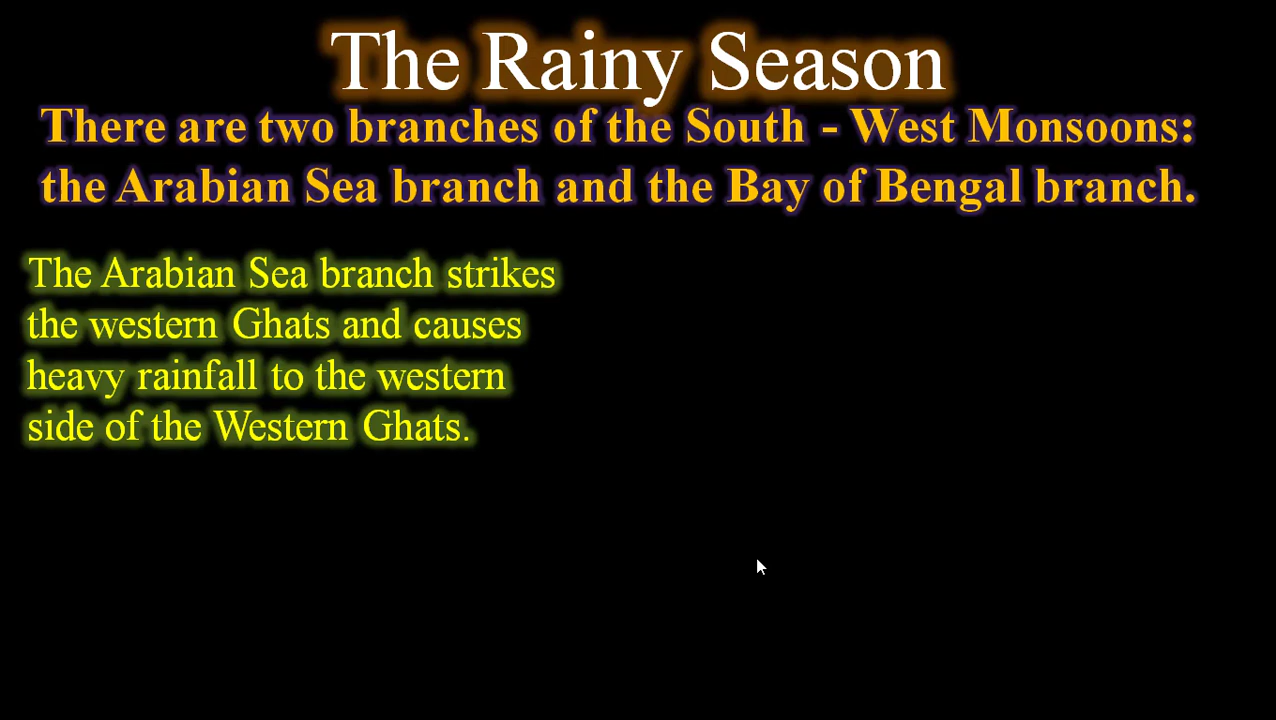 The Rainy Season
There are two branches of the South - West Monsoons:
the Arabian Sea branch and the Bay of Bengal branch.
The Arabian Sea branch strikes
the western Ghats and causes
heavy rainfall to the western
side of the Western Ghats.